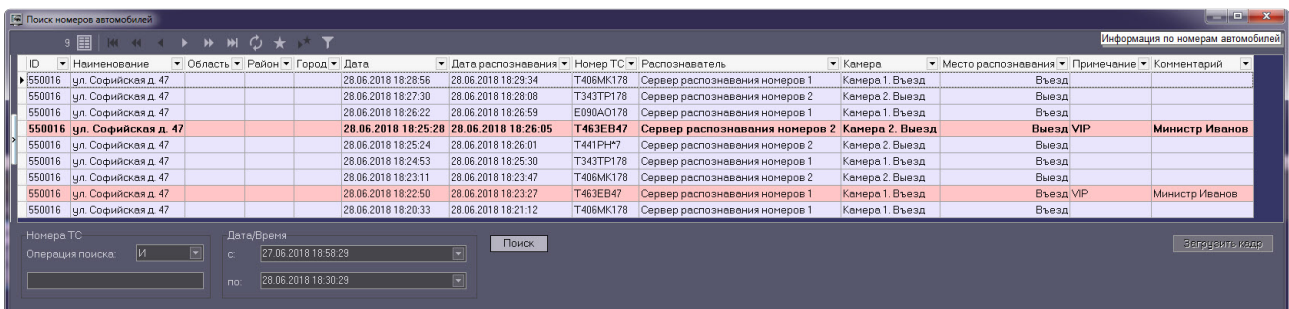 Поиск номеров автомобилей
9
Информация по номерам автомобилей
ID Наименование Область Район Город Дата Дата распознавания Номер ТС Распознаватель Камера Место распознавания Примечание Комментарий
550016 ул. Софийская д. 47 28.06.2018 18:28:56 28.06.2018 18:29:34 T406MK178 Сервер распознавания номеров 1 Камера 1. Въезд Въезд
550016 ул. Софийская д. 47 28.06.2018 18:27:30 28.06.2018 18:28:08 T343TP178 Сервер распознавания номеров 2 Камера 2. Выезд Выезд
550016 ул. Софийская д. 47 28.06.2018 18:26:22 28.06.2018 18:26:59 E090AO178 Сервер распознавания номеров 1 Камера 1. Въезд Въезд
550016 ул. Софийская д. 47 28.06.2018 18:25:28 28.06.2018 18:26:05 T463EB47 Сервер распознавания номеров 2 Камера 2. Выезд Выезд VIP Министр Иванов
550016 ул. Софийская д. 47 28.06.2018 18:25:24 28.06.2018 18:26:01 T441PH*7 Сервер распознавания номеров 2 Камера 2. Выезд Выезд
550016 ул. Софийская д. 47 28.06.2018 18:24:53 28.06.2018 18:25:30 T343TP178 Сервер распознавания номеров 1 Камера 1. Въезд Въезд
550016 ул. Софийская д. 47 28.06.2018 18:23:11 28.06.2018 18:23:47 T406MK178 Сервер распознавания номеров 2 Камера 2. Выезд Выезд
550016 ул. Софийская д. 47 28.06.2018 18:22:50 28.06.2018 18:23:27 T463EB47 Сервер распознавания номеров 1 Камера 1. Въезд Въезд VIP Министр Иванов
550016 ул. Софийская д. 47 28.06.2018 18:20:33 28.06.2018 18:21:12 T406MK178 Сервер распознавания номеров 1 Камера 1. Въезд Въезд
Номера ТС Дата/Время
Поиск Загрузить кадр
Операция поиска: И с: 27.06.2018 18:58:29
по: 28.06.2018 18:30:29